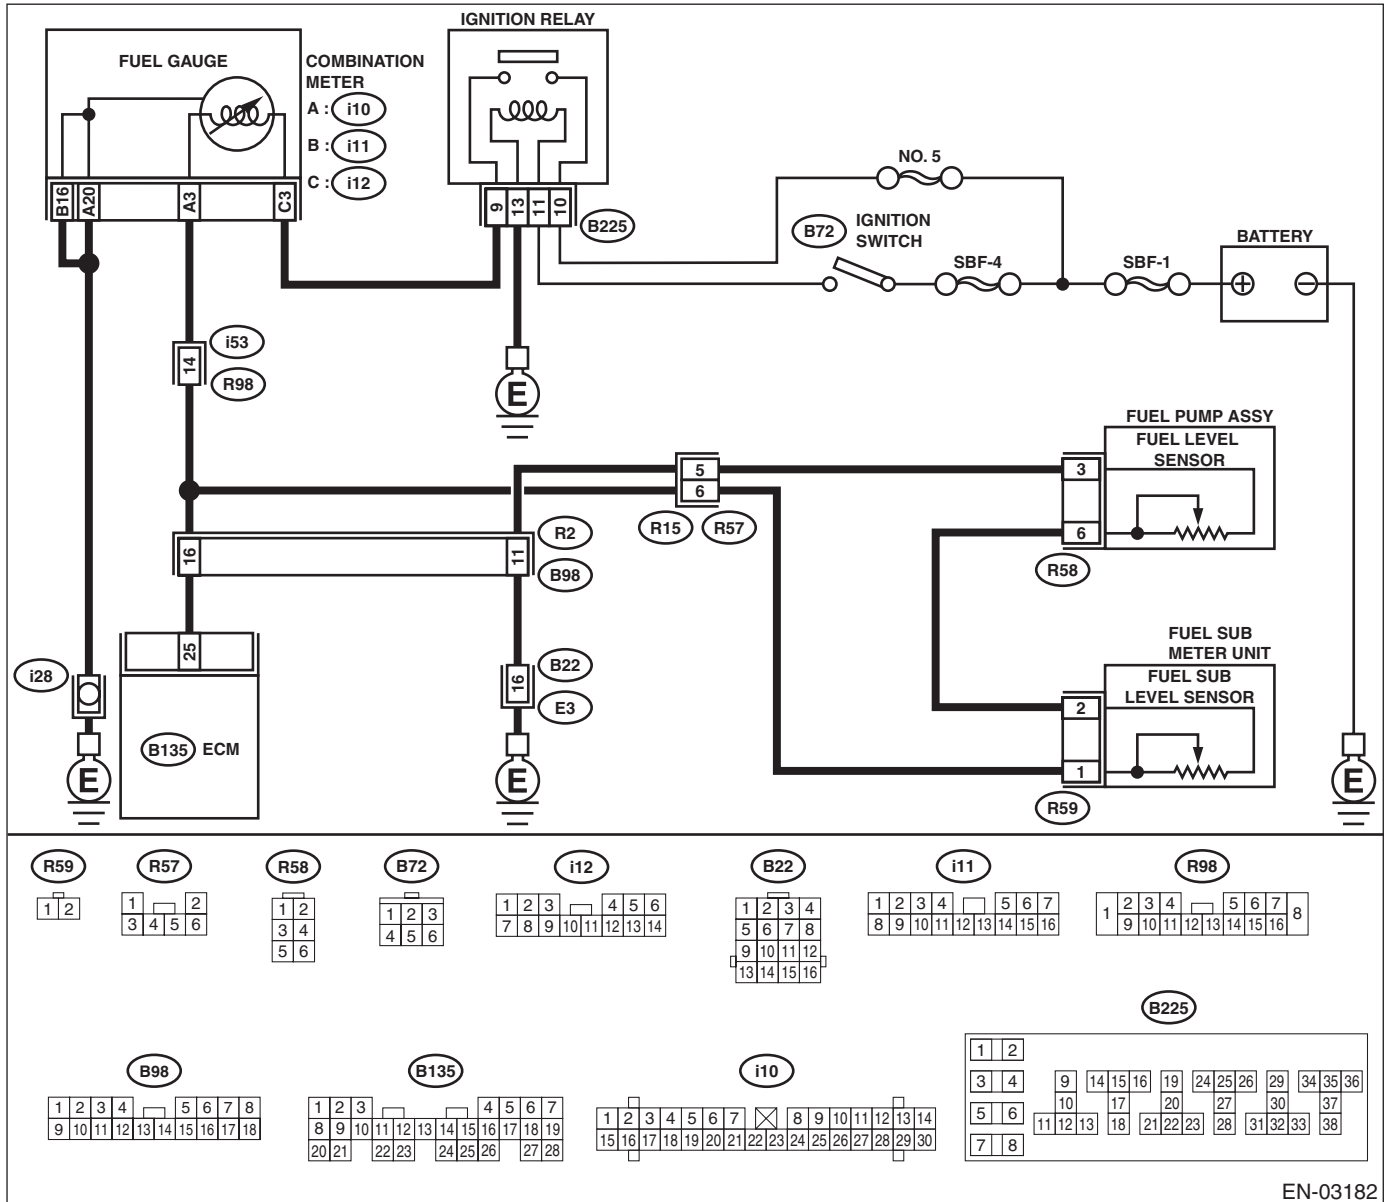 IGNITION RELAY
FUEL GAUGE
COMBINATION
METER
A : i10
B : i11
C : i12
B16 A20 A3 C3
9 13 11 10
B225
NO. 5
B72 IGNITION
SWITCH
SBF-4
SBF-1
BATTERY
+ −
14
i53
R98
E
FUEL PUMP ASSY
FUEL LEVEL
SENSOR
3
6
R58
5
6
R15 R57
16
11
R2
B98
25
B135 ECM
i28
E
16
B22
E3
E
FUEL SUB
METER UNIT
FUEL SUB
LEVEL SENSOR
2
1
R59
E
R59
1 2
R57
1 2
3 4 5 6
R58
1 2
3 4
5 6
B72
1 2 3
4 5 6
i12
1 2 3 4 5 6
7 8 9 10 11 12 13 14
B22
1 2 3 4
5 6 7 8
9 10 11 12
13 14 15 16
i11
1 2 3 4 5 6 7
8 9 10 11 12 13 14 15 16
R98
1 2 3 4 5 6 7 8
9 10 11 12 13 14 15 16
B98
1 2 3 4 5 6 7 8
9 10 11 12 13 14 15 16 17 18
B135
1 2 3 4 5 6 7
8 9 10 11 12 13 14 15 16 17 18 19
20 21 22 23 24 25 26 27 28
i10
1 2 3 4 5 6 7 8 9 10 11 12 13 14
15 16 17 18 19 20 21 22 23 24 25 26 27 28 29 30
B225
1 2
3 4 9 14 15 16 19 24 25 26 29 34 35 36
10 17 20 27 30 37
5 6 11 12 13 18 21 22 23 28 31 32 33 38
7 8
EN-03182